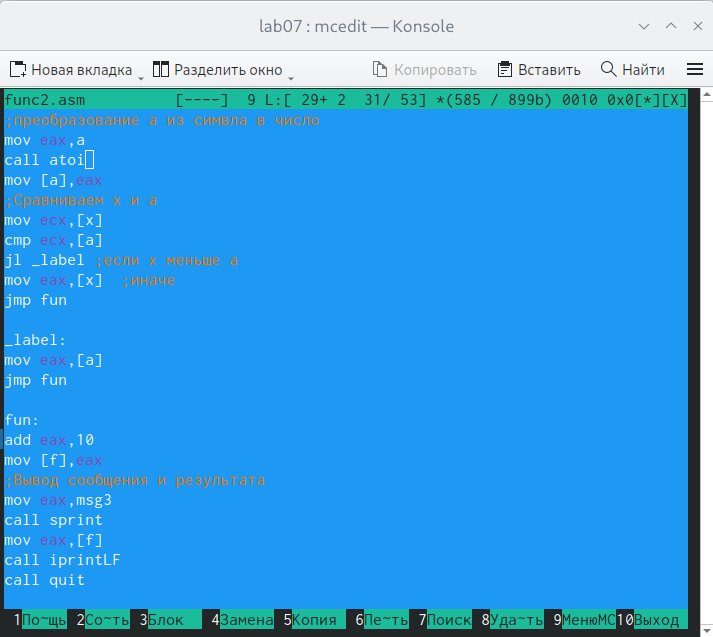 lab07 : mcedit — Konsole
Новая вкладка Разделить окно Копировать Вставить Найти
func2.asm [----] 9 L:[ 29+ 2 31/ 53] *(585 / 899b) 0010 0x0[*][X]
;преобразование а из симвла в число
mov eax,a
call atoi
mov [a],eax
;Сравниваем х и а
mov ecx,[x]
cmp ecx,[a]
jl _label ;если х меньше а
mov eax,[x] ;иначе
jmp fun
_label:
mov eax,[a]
jmp fun
fun:
add eax,10
mov [f],eax
;Вывод сообщения и результата
mov eax,msg3
call sprint
mov eax,[f]
call iprintLF
call quit
1По~щь 2Со~ть 3Блок 4Замена 5Копия 6Пе~ть 7Поиск 8Уда~ть 9МенюMC 10Выход